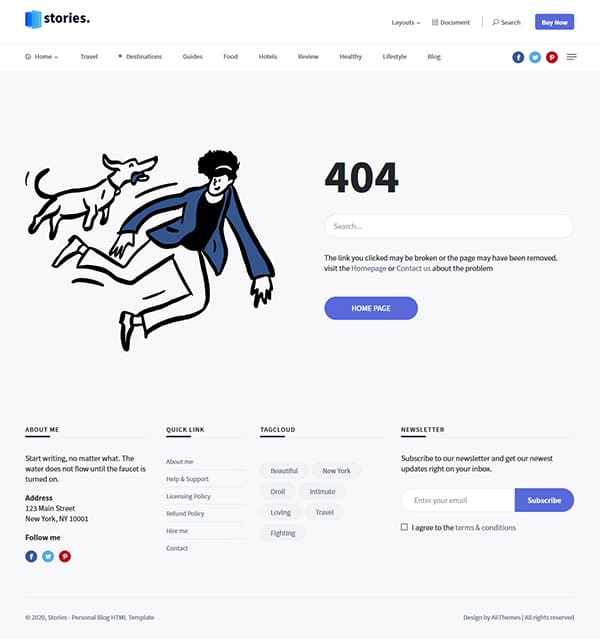 stories.
Layouts
Document
Search
Buy Now
Home
Travel
Destinations
Guides
Food
Hotels
Review
Healthy
Lifestyle
Blog
404
Search...
The link you clicked may be broken or the page may have been removed.
visit the Homepage or Contact us about the problem
HOME PAGE
ABOUT ME
Start writing, no matter what. The
water does not flow until the faucet is
turned on.
Address
123 Main Street
New York, NY 10001
Follow me
QUICK LINK
About me
Help & Support
Licensing Policy
Refund Policy
Hire me
Contact
TAGCLOUD
Beautiful
New York
Droll
Intimate
Loving
Travel
Fighting
NEWSLETTER
Subscribe to our newsletter and get our newest
updates right on your inbox.
Enter your email
Subscribe
I agree to the terms & conditions
© 2020, Stories - Personal Blog HTML Template
Design by AliThemes | All rights reserved